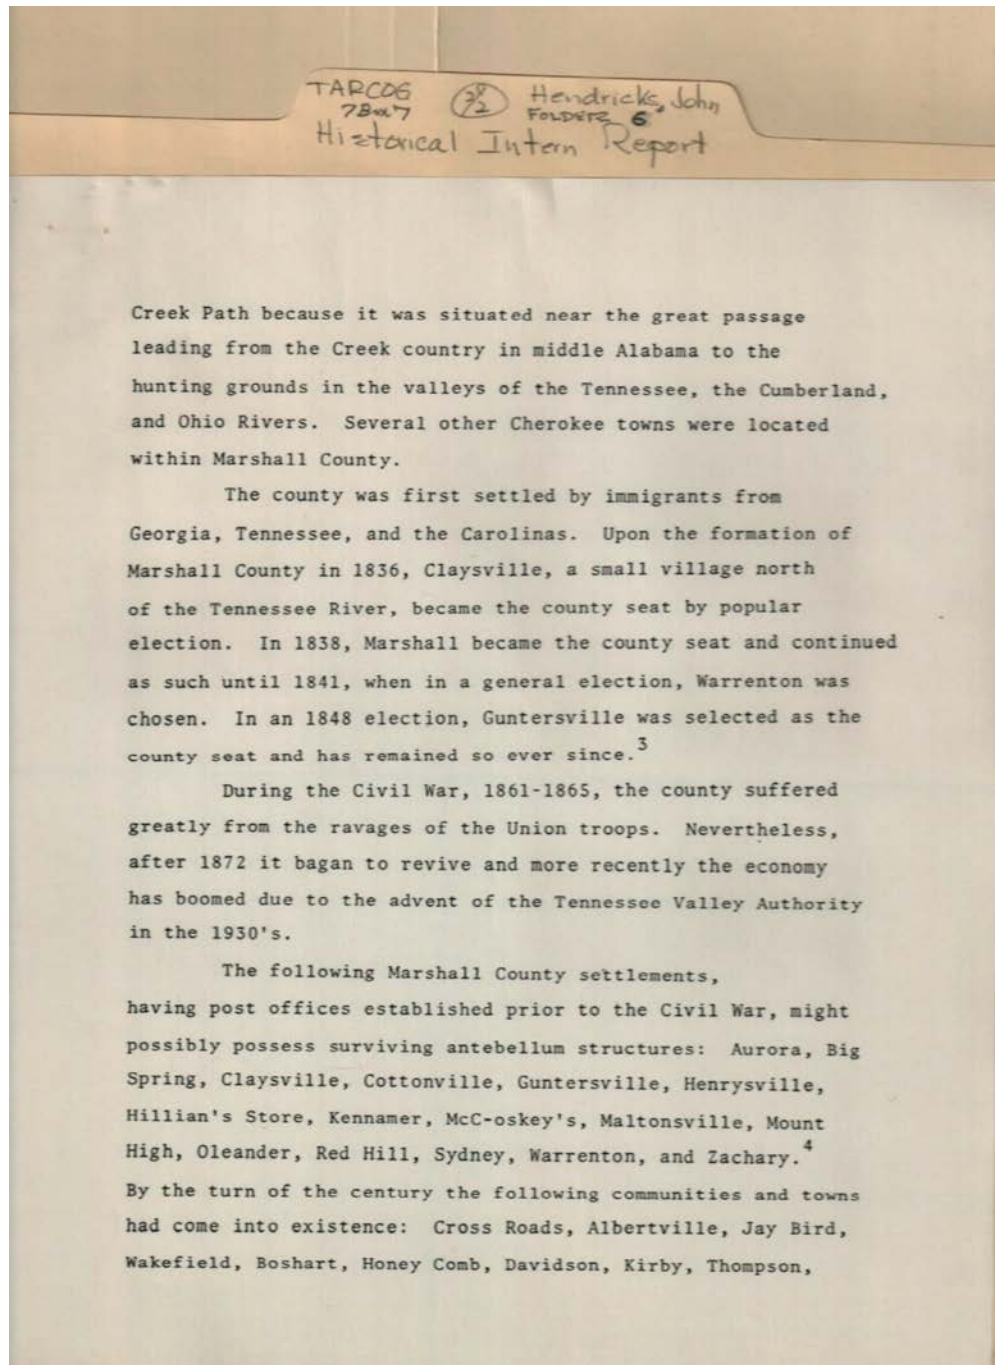 TARCOG
Hendricks, John
FOLDER 6
Historical Intern Report
Creek Path because it was situated near the great passage
leading from the Creek country in middle Alabama to the
hunting grounds in the valleys of the Tennessee, the Cumberland,
and Ohio Rivers. Several other Cherokee towns were located
within Marshall County.
The county was first settled by immigrants from
Georgia, Tennessee, and the Carolinas. Upon the formation of
Marshall County in 1836, Claysville, a small village north
of the Tennessee River, became the county seat by popular
election. In 1838, Marshall became the county seat and continued
as such until 1841, when in a general election, Warrenton was
chosen. In an 1848 election, Guntersville was selected as the
county seat and has remained so ever since.3
During the Civil War, 1861-1865, the county suffered
greatly from the ravages of the Union troops. Nevertheless,
after 1872 it bagan to revive and more recently the economy
has boomed due to the advent of the Tennessee Valley Authority
in the 1930's.
The following Marshall County settlements,
having post offices established prior to the Civil War, might
possibly possess surviving antebellum structures: Aurora, Big
Spring, Claysville, Cottonville, Guntersville, Henrysville,
Hillian's Store, Kennamer, McC-oskey's, Maltonsville, Mount
High, Oleander, Red Hill, Sydney, Warrenton, and Zachary.4
By the turn of the century the following communities and towns
had come into existence: Cross Roads, Albertville, Jay Bird,
Wakefield, Boshart, Honey Comb, Davidson, Kirby, Thompson,